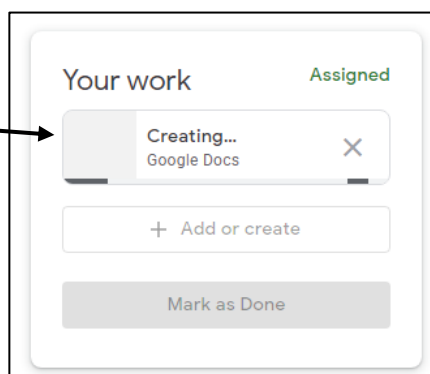 Your work
Assigned
Creating...
Google Docs
+ Add or create
Mark as Done